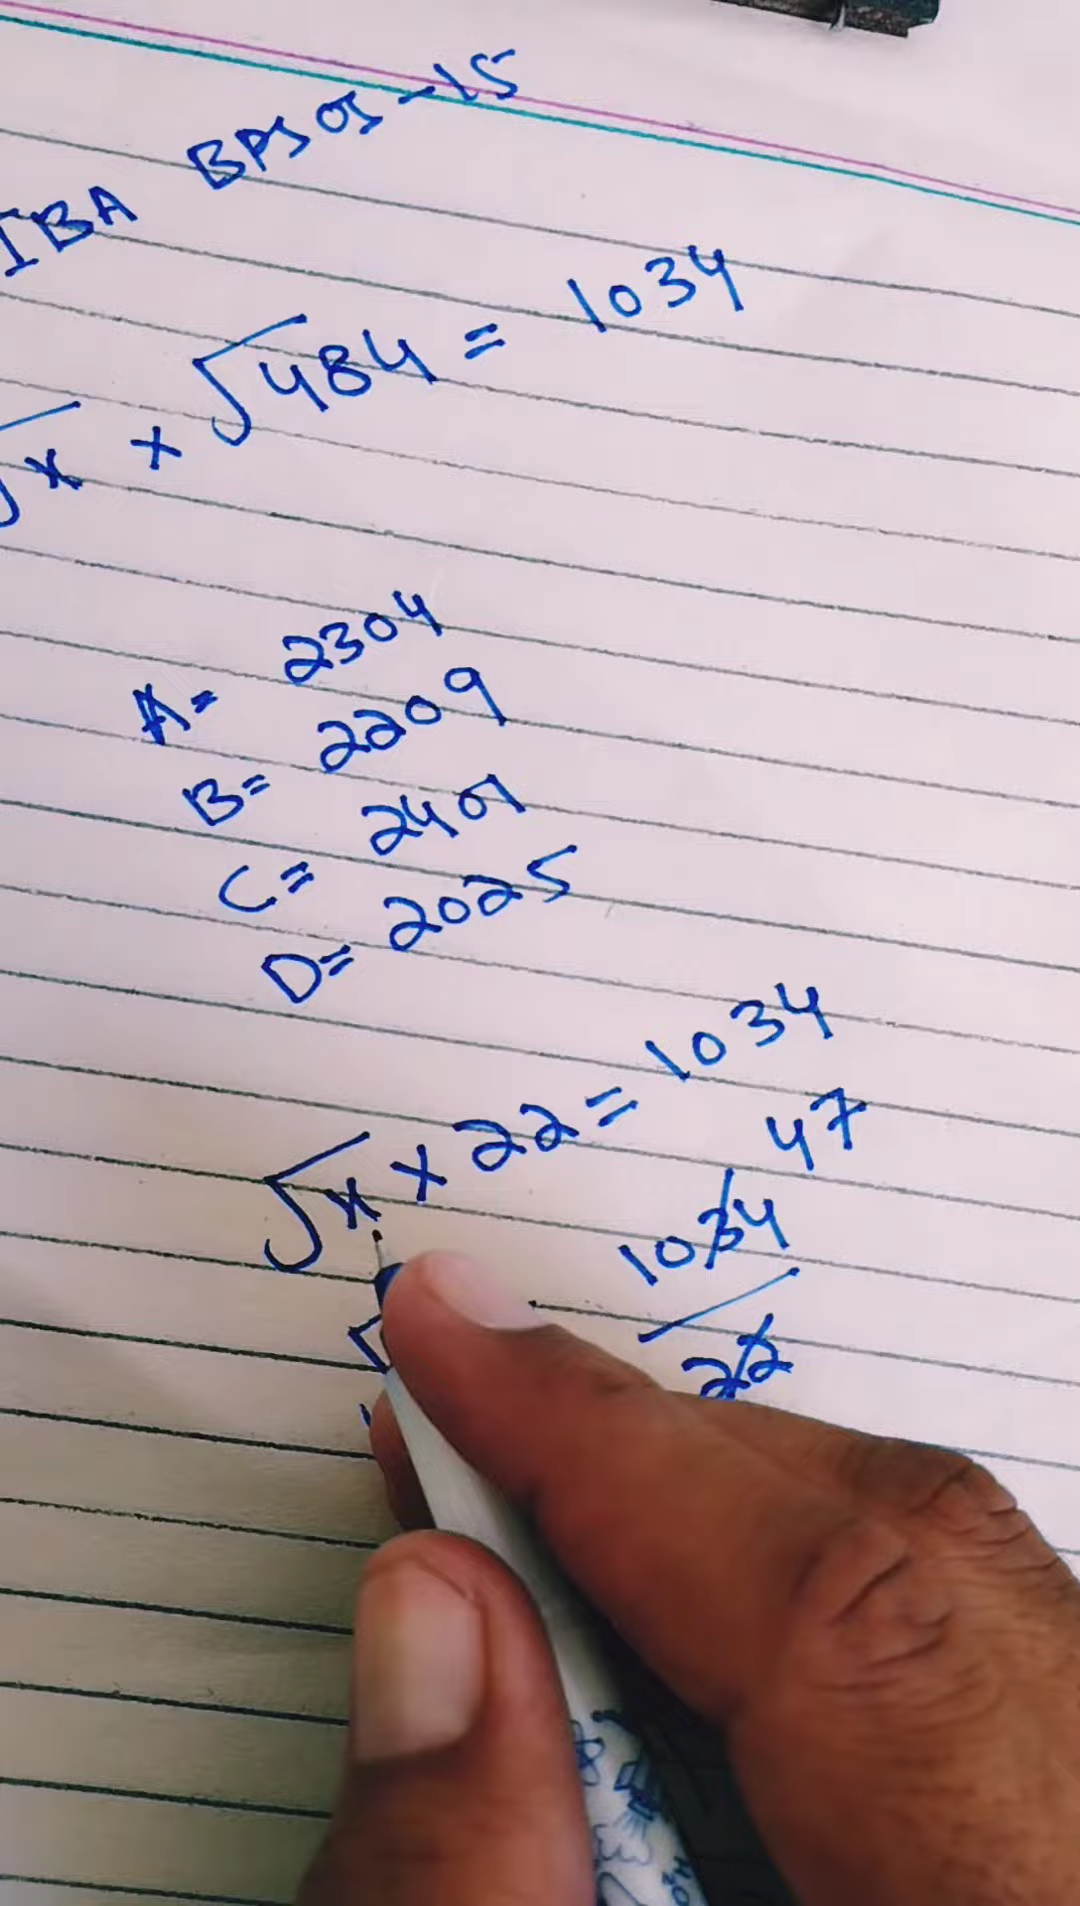 IBA BPS 05-15
√x × √484 = 1034
A= 2304
B= 2209
C= 2401
D= 2025
√x × 22 = 1034
47
1034
22